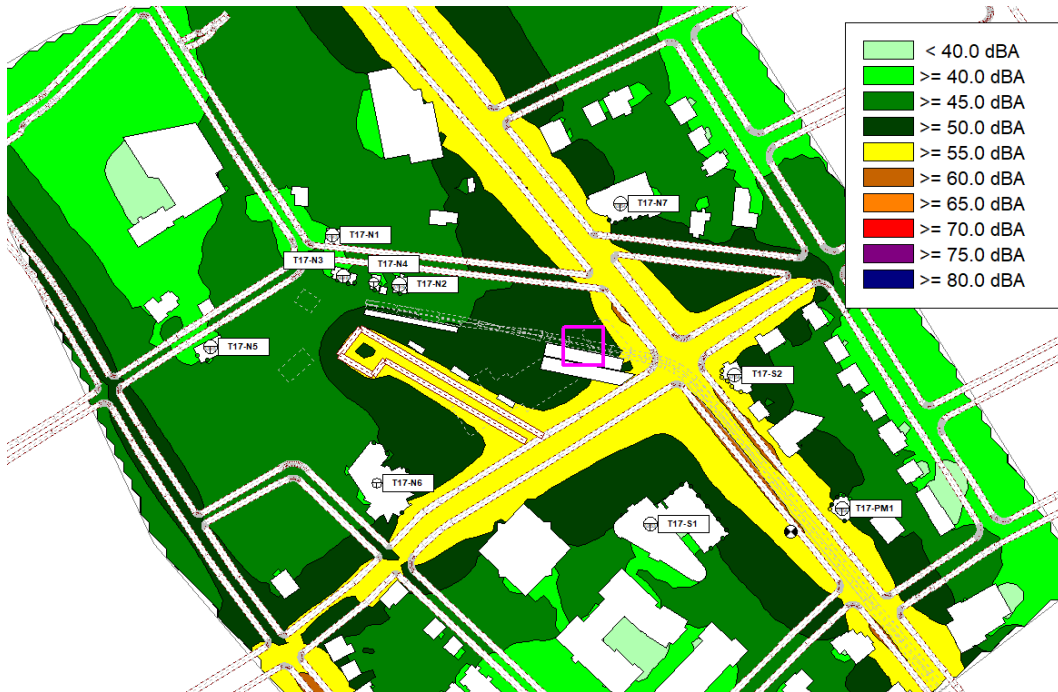 < 40.0 dBA
>= 40.0 dBA
>= 45.0 dBA
>= 50.0 dBA
>= 55.0 dBA
>= 60.0 dBA
>= 65.0 dBA
>= 70.0 dBA
>= 75.0 dBA
>= 80.0 dBA
T17-N7
T17-N1
T17-N3
T17-N4
T17-N2
T17-N5
T17-S2
T17-N6
T17-PM1
T17-S1